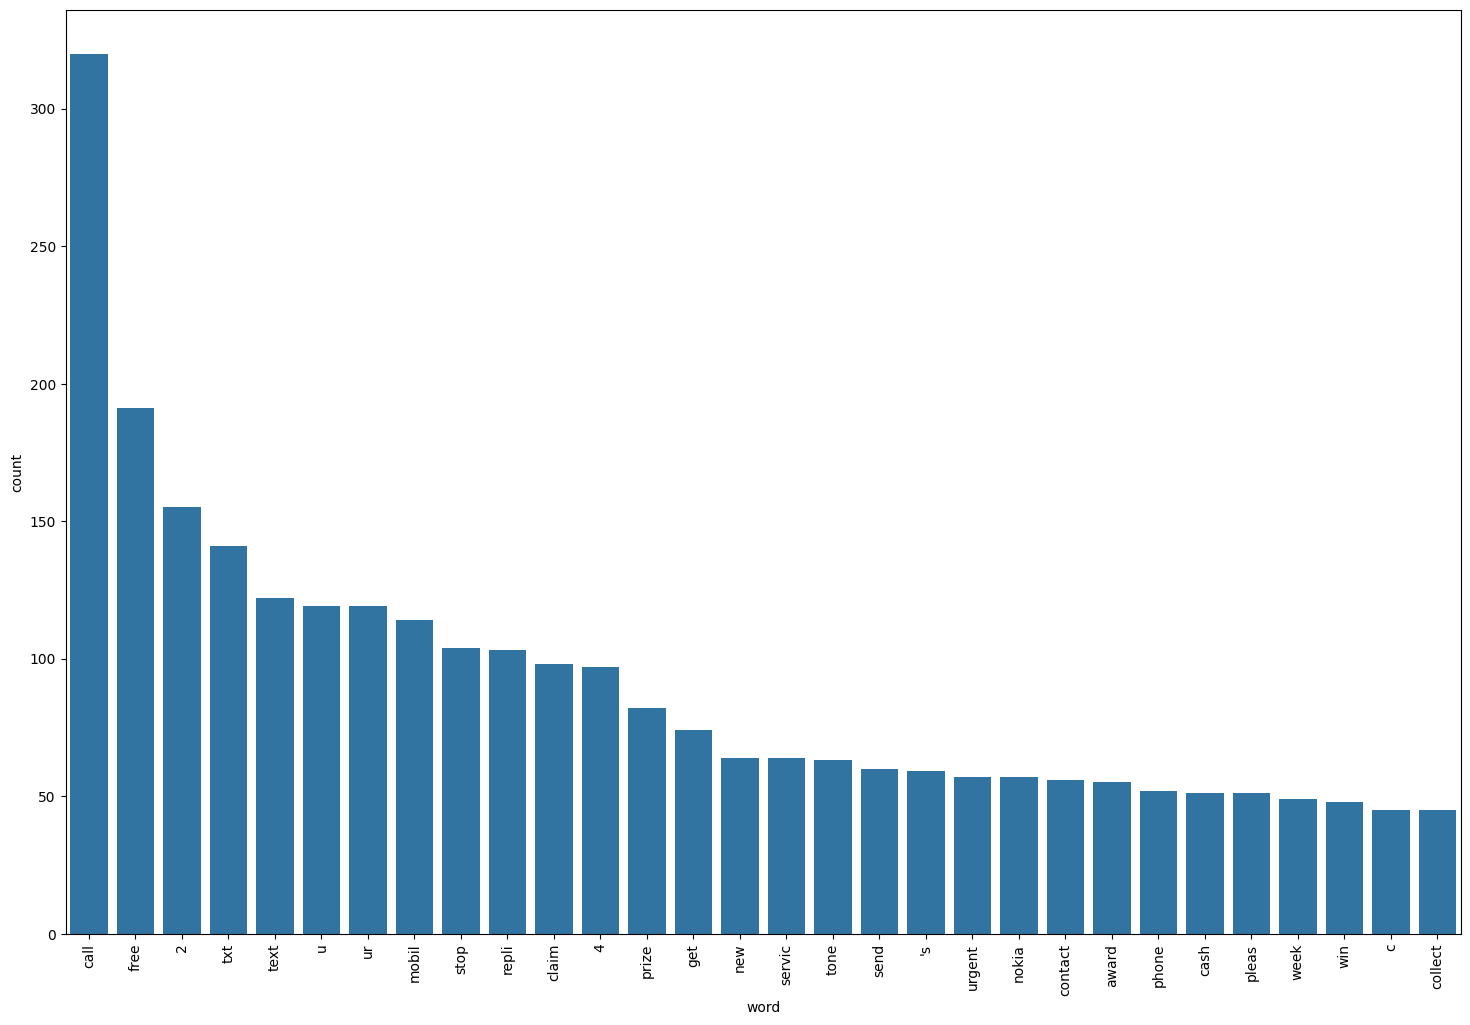 300
250
200
150
100
50
0
count
call
free
2
txt
text
u
ur
mobil
stop
repli
claim
4
prize
get
new
servic
tone
send
's
urgent
nokia
contact
award
phone
cash
pleas
week
win
c
collect
word